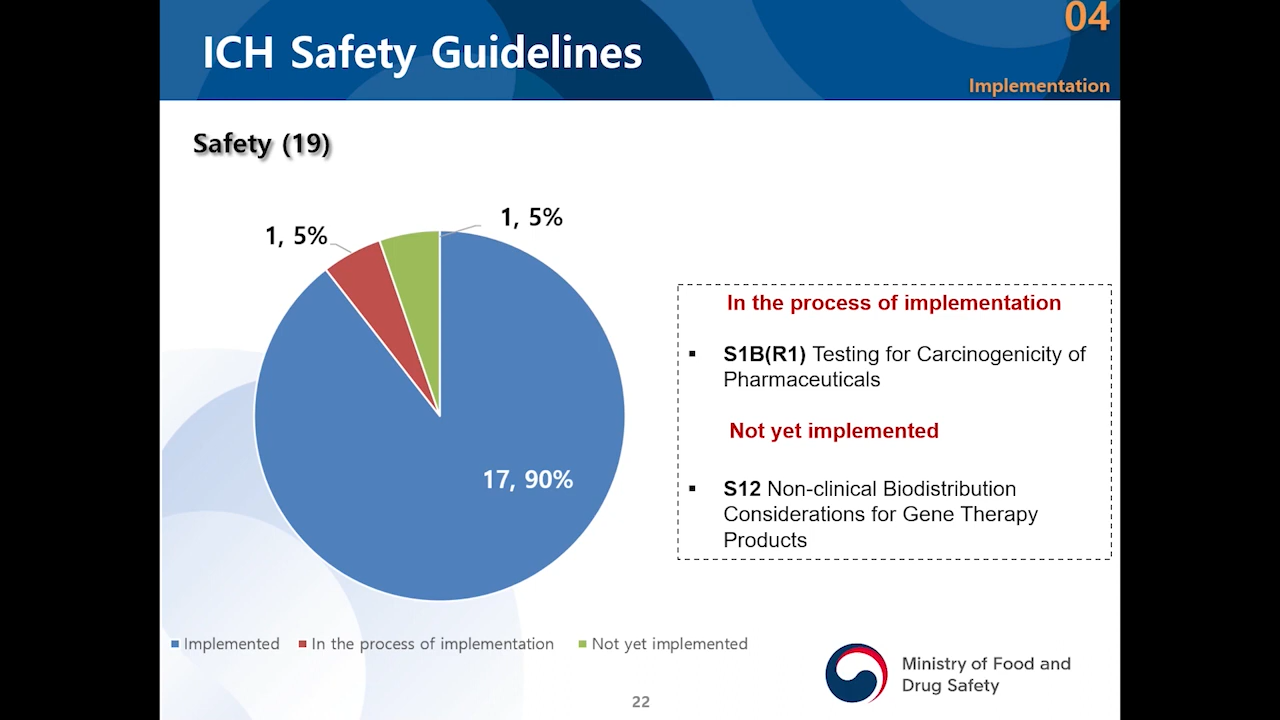 04
ICH Safety Guidelines
Implementation
Safety (19)
1, 5%
1, 5%
17, 90%
In the process of implementation
▪ S1B(R1) Testing for Carcinogenicity of
Pharmaceuticals
Not yet implemented
▪ S12 Non-clinical Biodistribution
Considerations for Gene Therapy
Products
Implemented
In the process of implementation
Not yet implemented
Ministry of Food and
Drug Safety
22